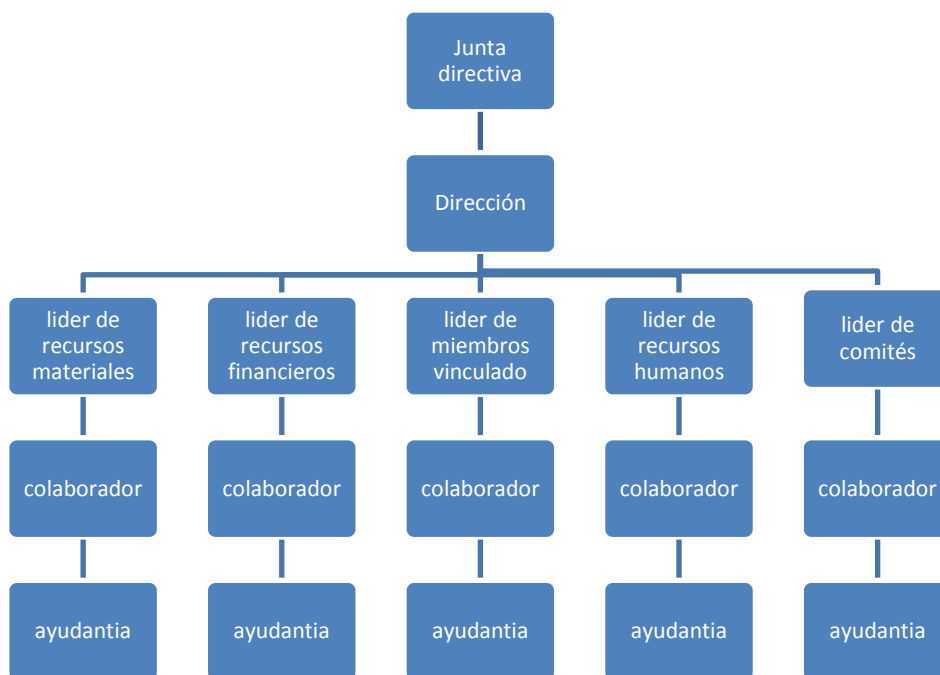 Junta
directiva
Dirección
lider de
recursos
materiales
lider de
recursos
financieros
lider de
miembros
vinculado
lider de
recursos
humanos
lider de
comités
colaborador
colaborador
colaborador
colaborador
colaborador
ayudantia
ayudantia
ayudantia
ayudantia
ayudantia